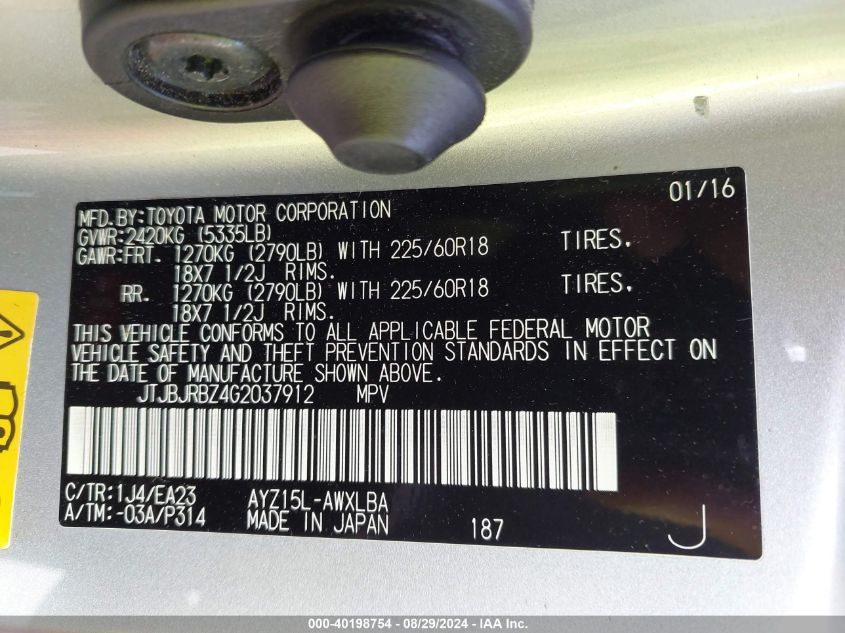 01/16
MFD.BY:TOYOTA MOTOR CORPORATION
GVWR:2420KG (5335LB)
GAWR:FRT. 1270KG (2790LB) WITH 225/60R18 TIRES.
18X7 1/2J RIMS.
RR. 1270KG (2790LB) WITH 225/60R18 TIRES.
18X7 1/2J RIMS.
THIS VEHICLE CONFORMS TO ALL APPLICABLE FEDERAL MOTOR
VEHICLE SAFETY AND THEFT PREVENTION STANDARDS IN EFFECT ON
THE DATE OF MANUFACTURE SHOWN ABOVE.
JTJBJRBZ4G2037912 MPV
C/TR:1J4/EA23 AYZ15L-AWXLBA
A/TM:-03A/P314 MADE IN JAPAN 187 J
000-40198754 - 08/29/2024 - IAA Inc.